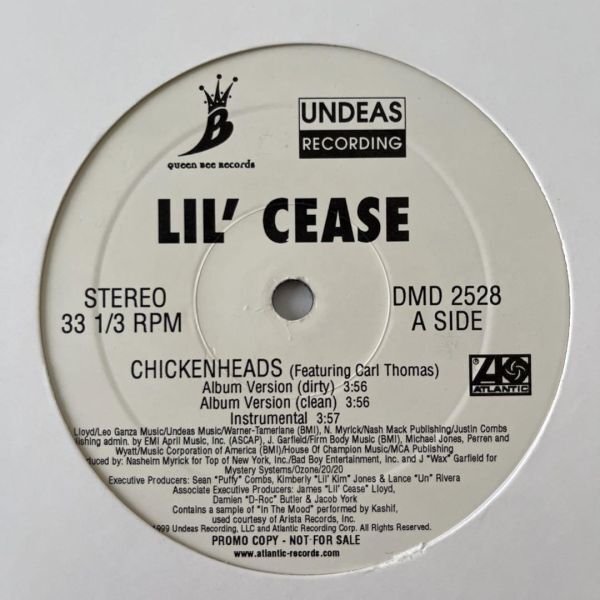 B
QUEEN BEE RECORDS
UNDEAS
RECORDING
LIL' CEASE
STEREO
33 1/3 RPM
DMD 2528
A SIDE
CHICKENHEADS (Featuring Carl Thomas)
Album Version (dirty) 3:56
Album Version (clean) 3:56
Instrumental 3:57
ATLANTIC
Lloyd/Leo Ganza Music/Undeas Music/Warner-Tamerlane (BMI), N. Myrick/Nash Mack Publishing/Justin Combs
admin. by EMI April Music, Inc. (ASCAP), J. Garfield/Firm Body Music (BMI), Michael Jones, Perren and
Wyatt/Music Corporation of America (BMI)/House Of Champion Music/MCA Publishing
by: Nasheim Myrick for Top of New York, Inc./Bad Boy Entertainment, Inc. and J "Wax" Garfield for
Mystery Systems/Ozone/20/20
Executive Producers: Sean "Puffy" Combs, Kimberly "Lil' Kim" Jones & Lance "Un" Rivera
Associate Executive Producers: James "Lil' Cease" Lloyd,
Damien "D-Roc" Butler & Jacob York
Contains a sample of "In The Mood" performed by Kashif,
used courtesy of Arista Records, Inc.
1999 Undeas Recording, LLC and Atlantic Recording Corp. All Rights Reserved.
PROMO COPY - NOT FOR SALE
www.atlantic-records.com